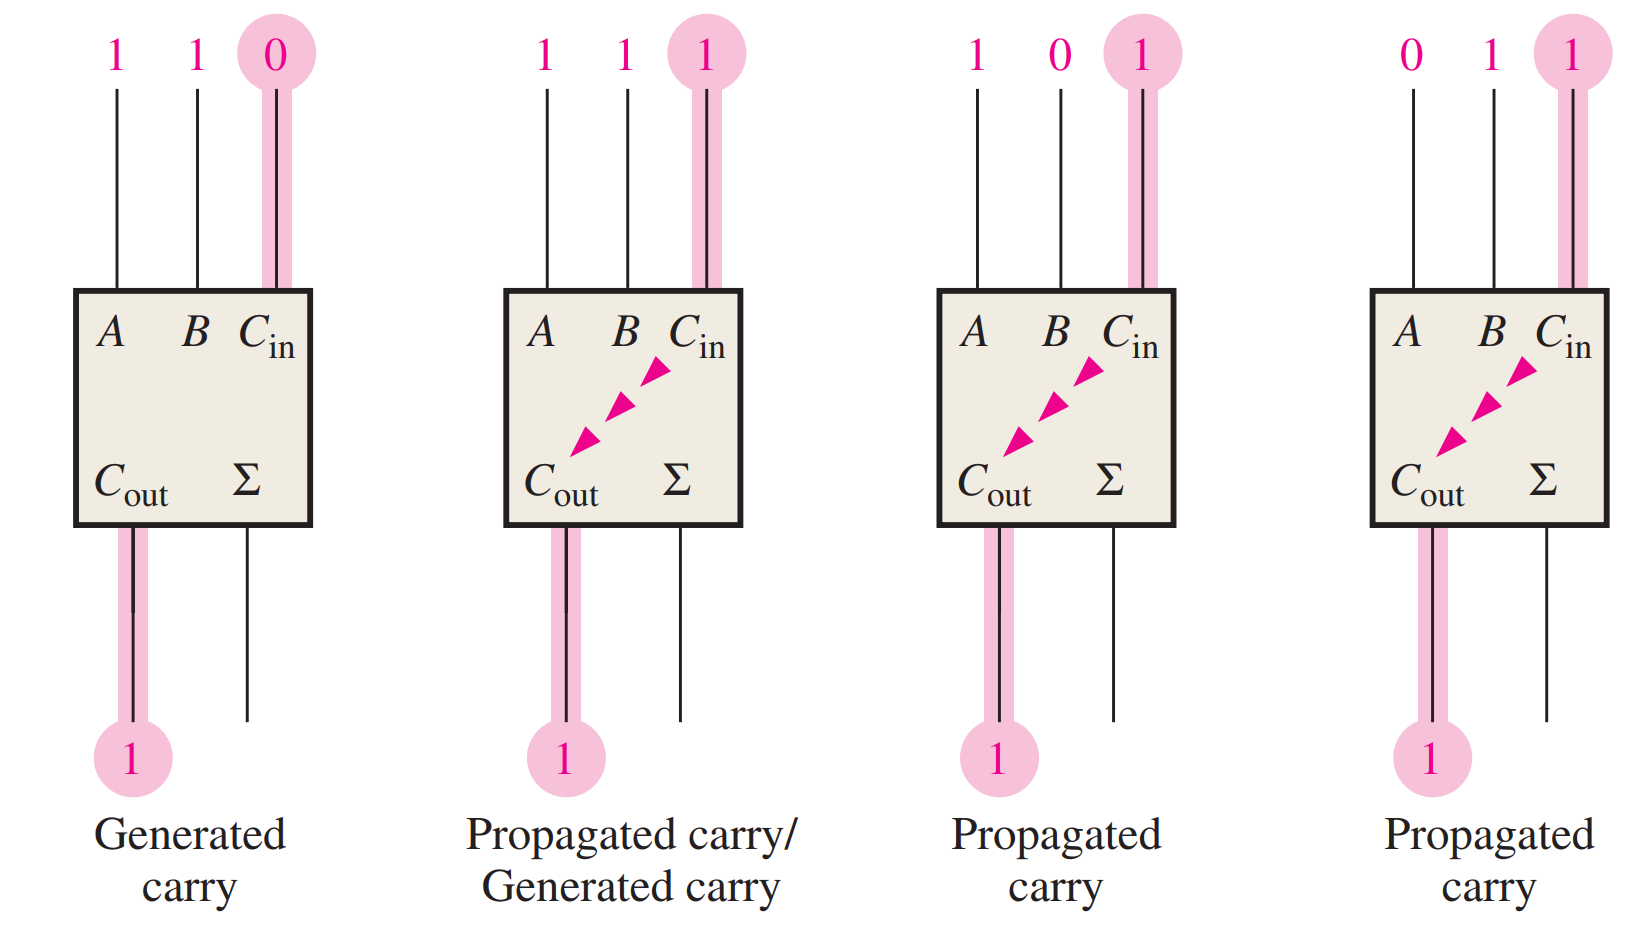 1 1 0 1 1 1 1 0 1 0 1 1
A B Cin A B Cin A B Cin A B Cin
Cout Σ Cout Σ Cout Σ Cout Σ
1 1 1 1
Generated Propagated carry/ Propagated Propagated
carry Generated carry carry carry